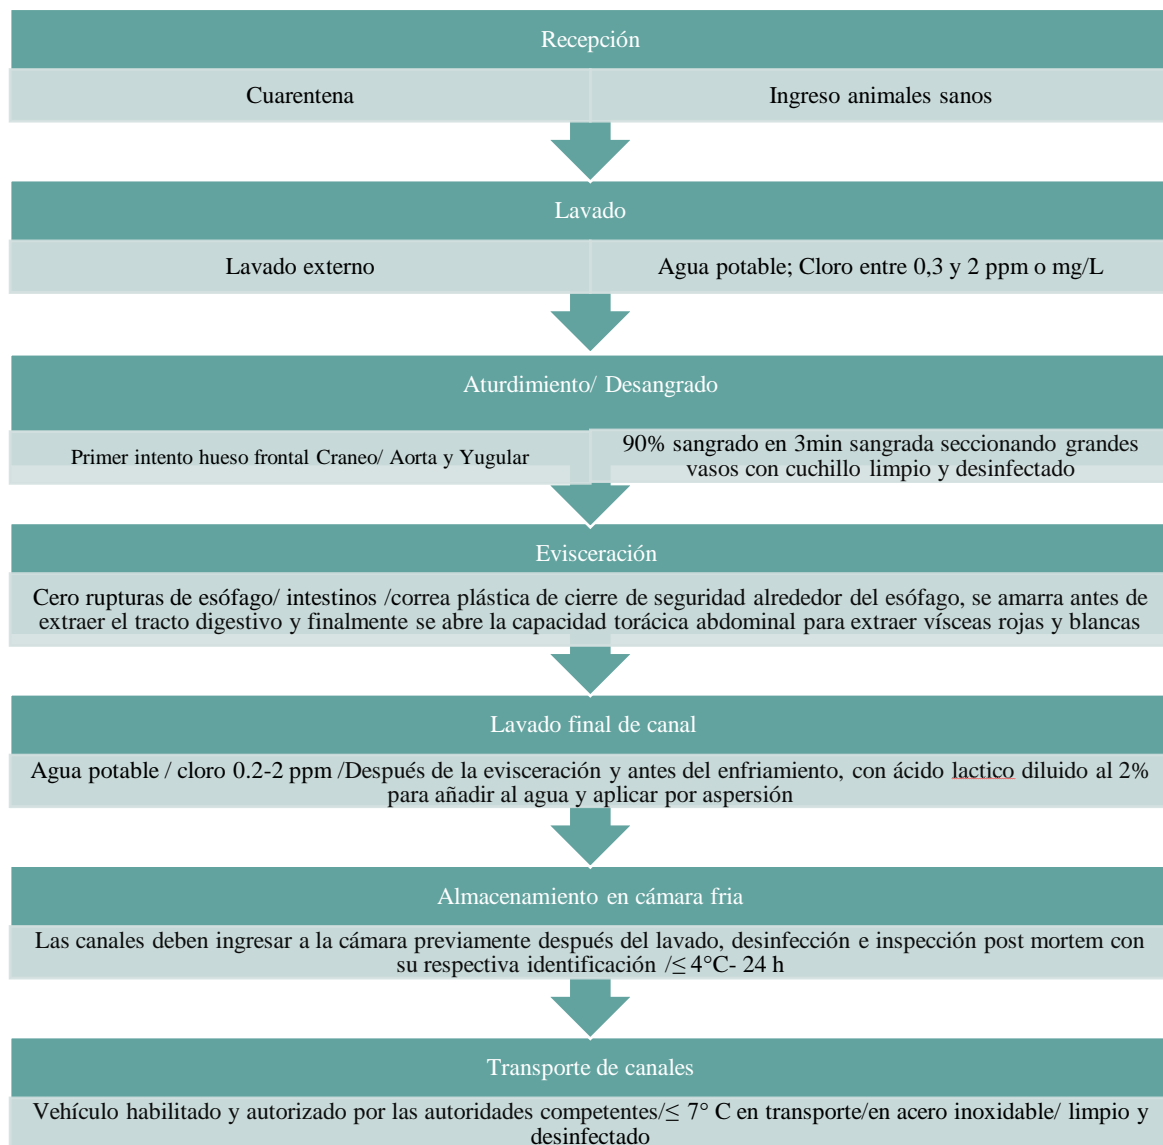 Recepción
Cuarentena
Ingreso animales sanos
Lavado
Lavado externo
Agua potable; Cloro entre 0,3 y 2 ppm o mg/L
Aturdimiento/ Desangrado
Primer intento hueso frontal Craneo/ Aorta y Yugular
90% sangrado en 3min sangrada seccionando grandes
vasos con cuchillo limpio y desinfectado
Evisceración
Cero rupturas de esófago/ intestinos /correa plástica de cierre de seguridad alrededor del esófago, se amarra antes de
extraer el tracto digestivo y finalmente se abre la capacidad torácica abdominal para extraer vísceas rojas y blancas
Lavado final de canal
Agua potable / cloro 0.2-2 ppm /Después de la evisceración y antes del enfriamiento, con ácido lactico diluido al 2%
para añadir al agua y aplicar por aspersión
Almacenamiento en cámara fria
Las canales deben ingresar a la cámara previamente después del lavado, desinfección e inspección post mortem con
su respectiva identificación /≤ 4°C- 24 h
Transporte de canales
Vehículo habilitado y autorizado por las autoridades competentes/≤ 7° C en transporte/en acero inoxidable/ limpio y
desinfectado